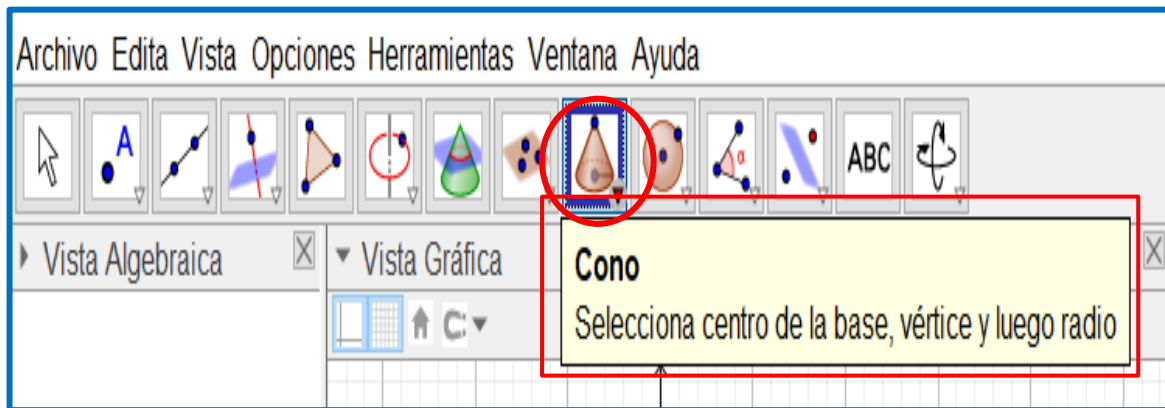 Archivo Edita Vista Opciones Herramientas Ventana Ayuda
A
α
ABC
Vista Algebraica
Vista Gráfica
Cono
Selecciona centro de la base, vértice y luego radio